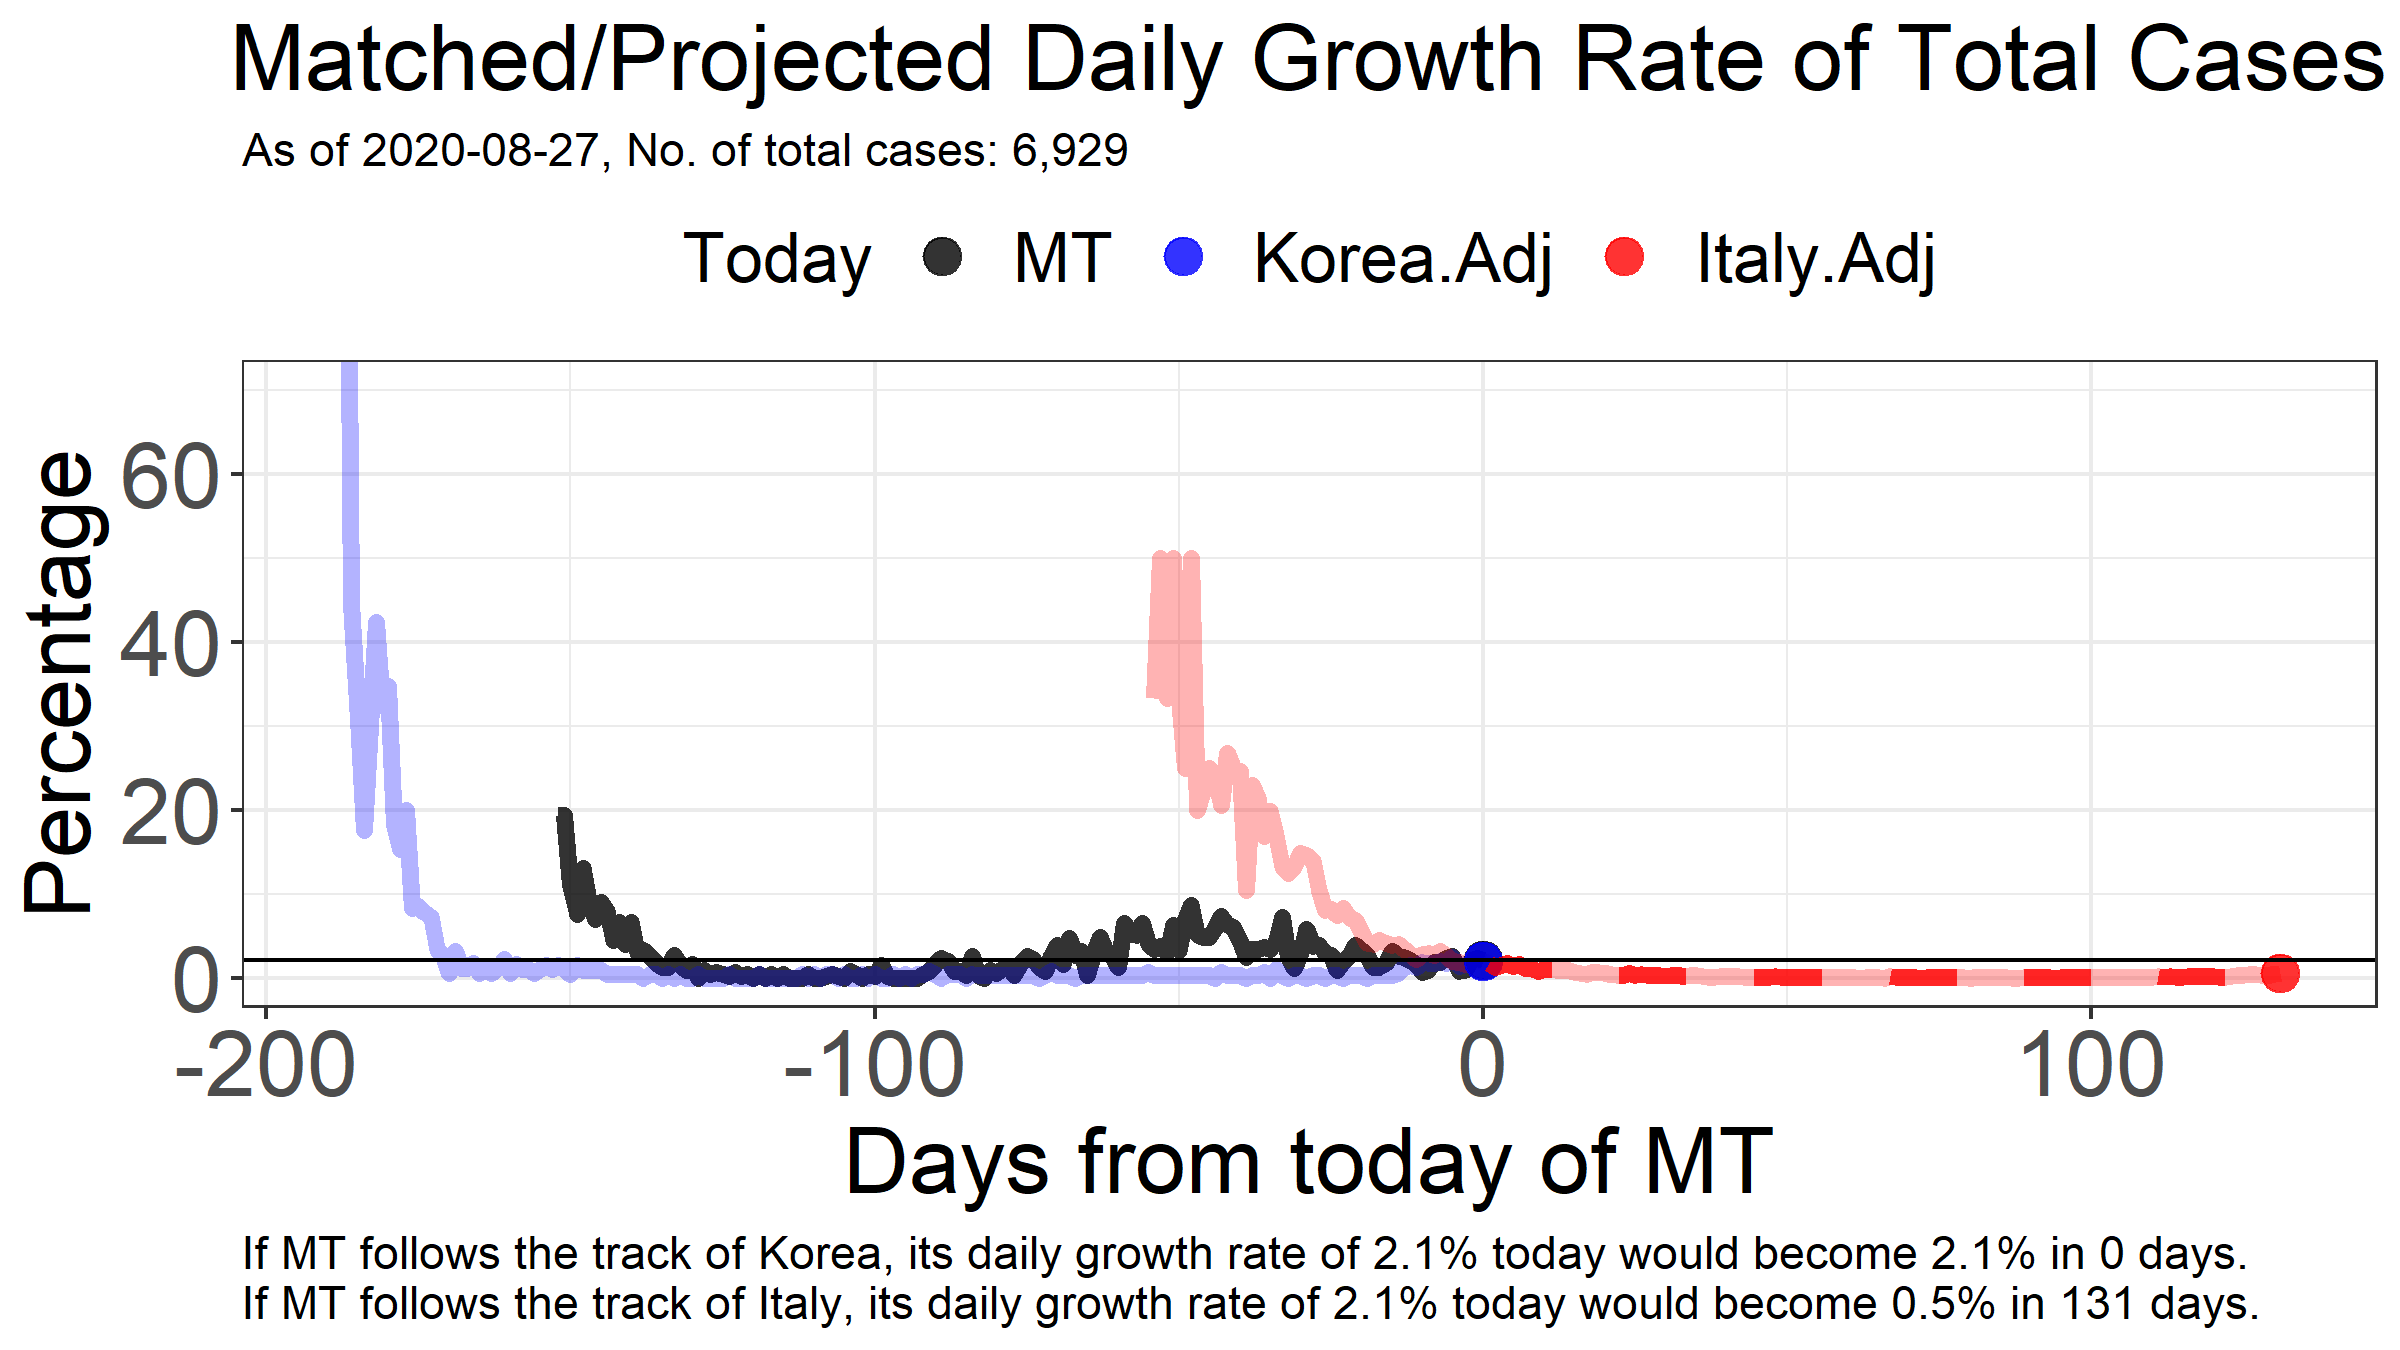 Matched/Projected Daily Growth Rate of Total Cases
As of 2020-08-27, No. of total cases: 6,929
Today MT Korea.Adj Italy.Adj
Percentage
60
40
20
0
-200 -100 0 100
Days from today of MT
If MT follows the track of Korea, its daily growth rate of 2.1% today would become 2.1% in 0 days.
If MT follows the track of Italy, its daily growth rate of 2.1% today would become 0.5% in 131 days.